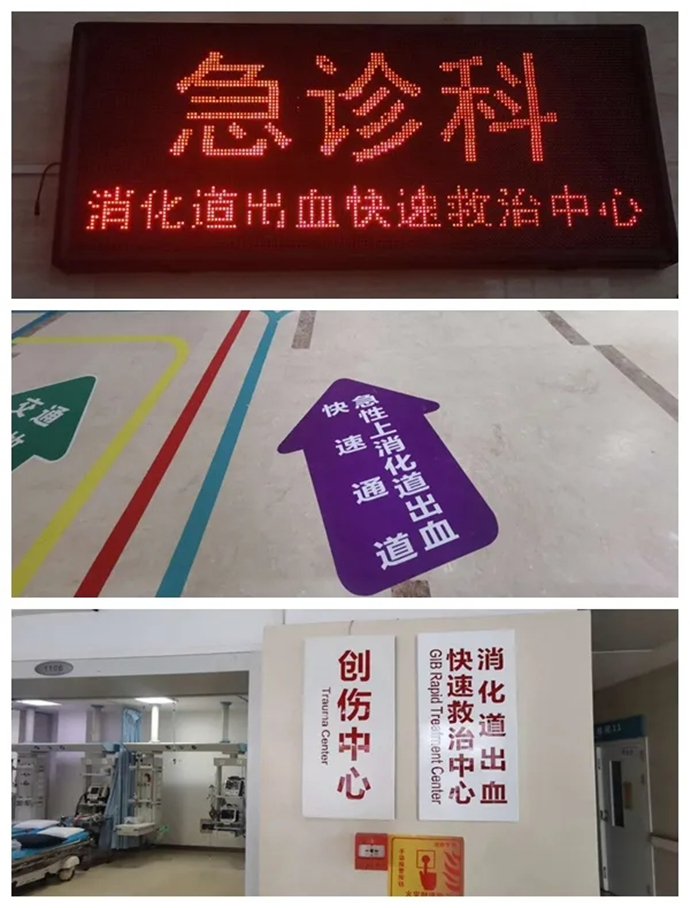 急诊科
消化道出血快速救治中心
急性上消化道出血
快速通道
创伤中心
Trauma Center
消化道出血
快速救治中心
GIB Rapid Treatment Center